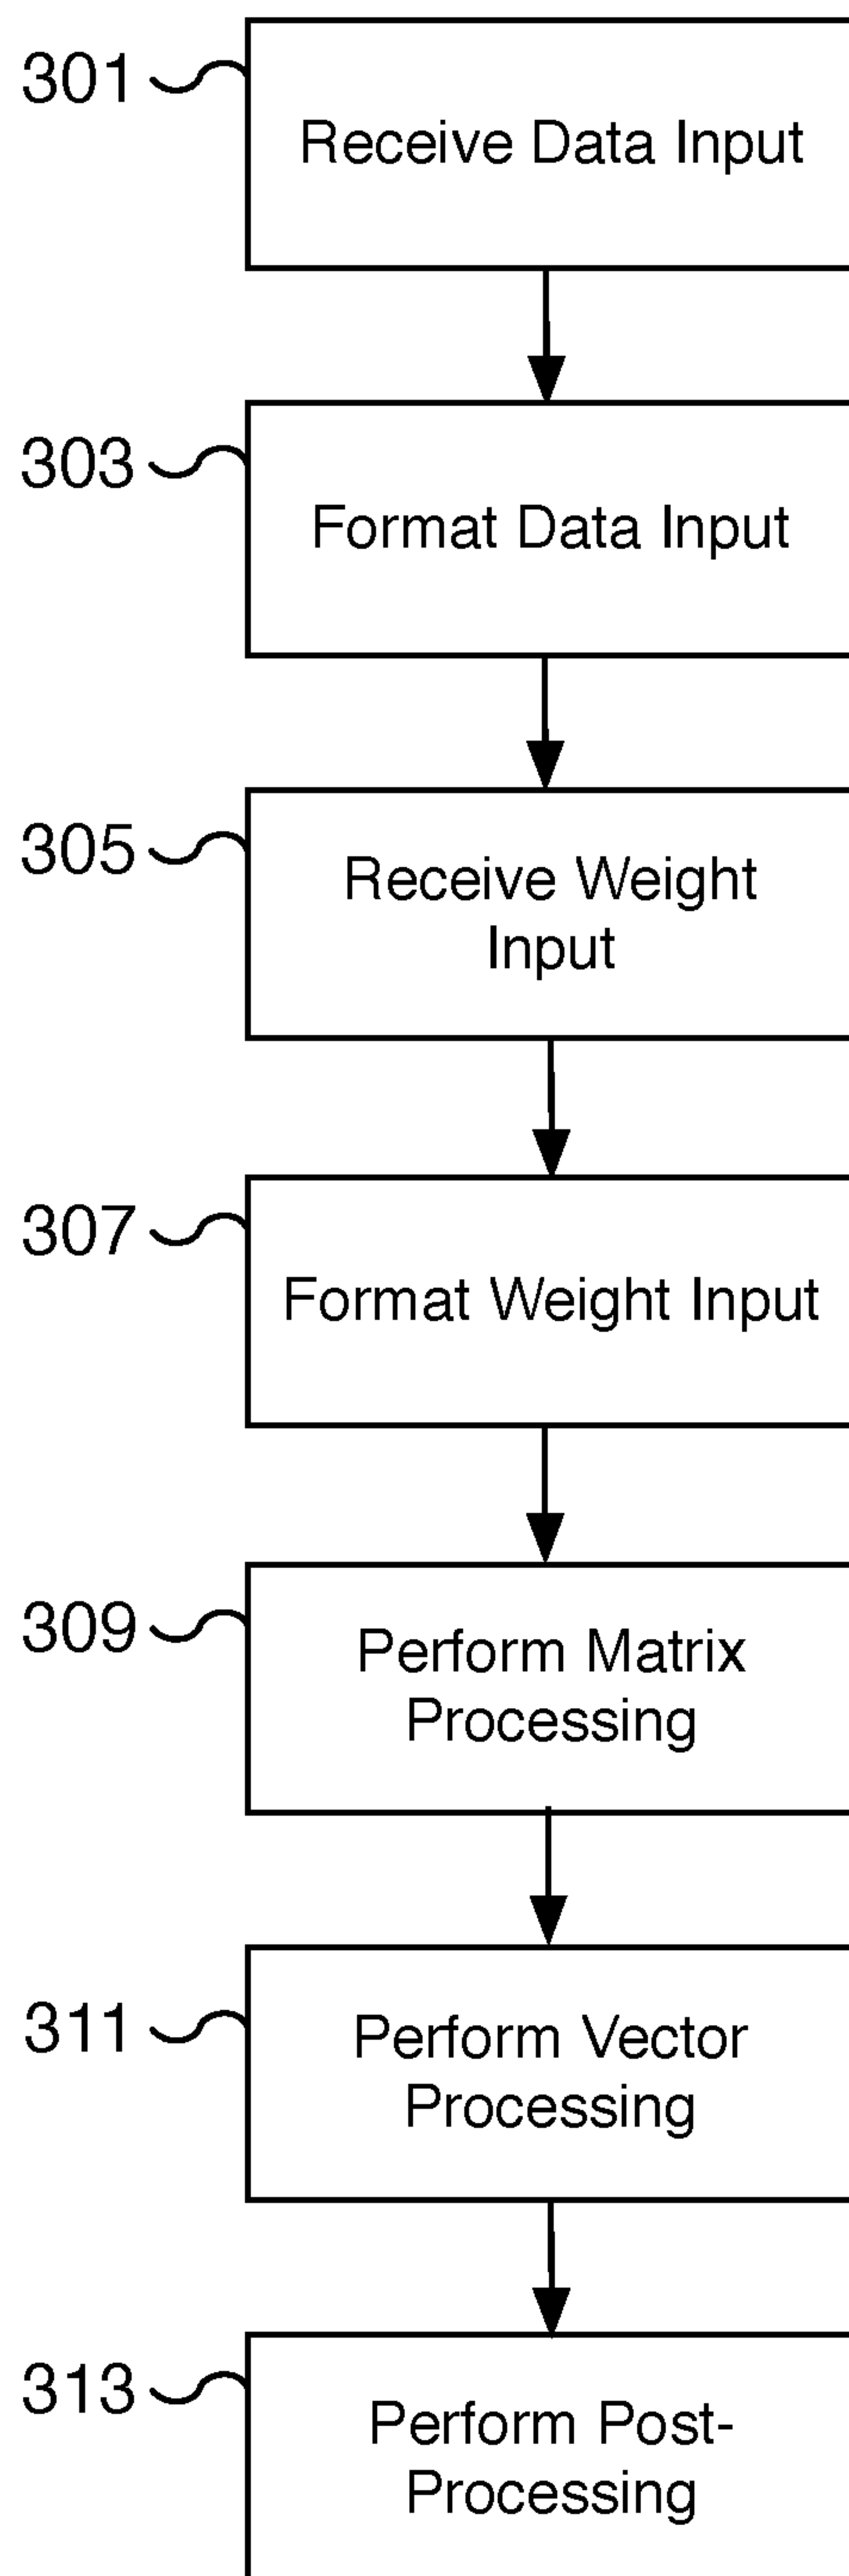 301
Receive Data Input
303
Format Data Input
305
Receive Weight
Input
307
Format Weight Input
309
Perform Matrix
Processing
311
Perform Vector
Processing
313
Perform Post-
Processing